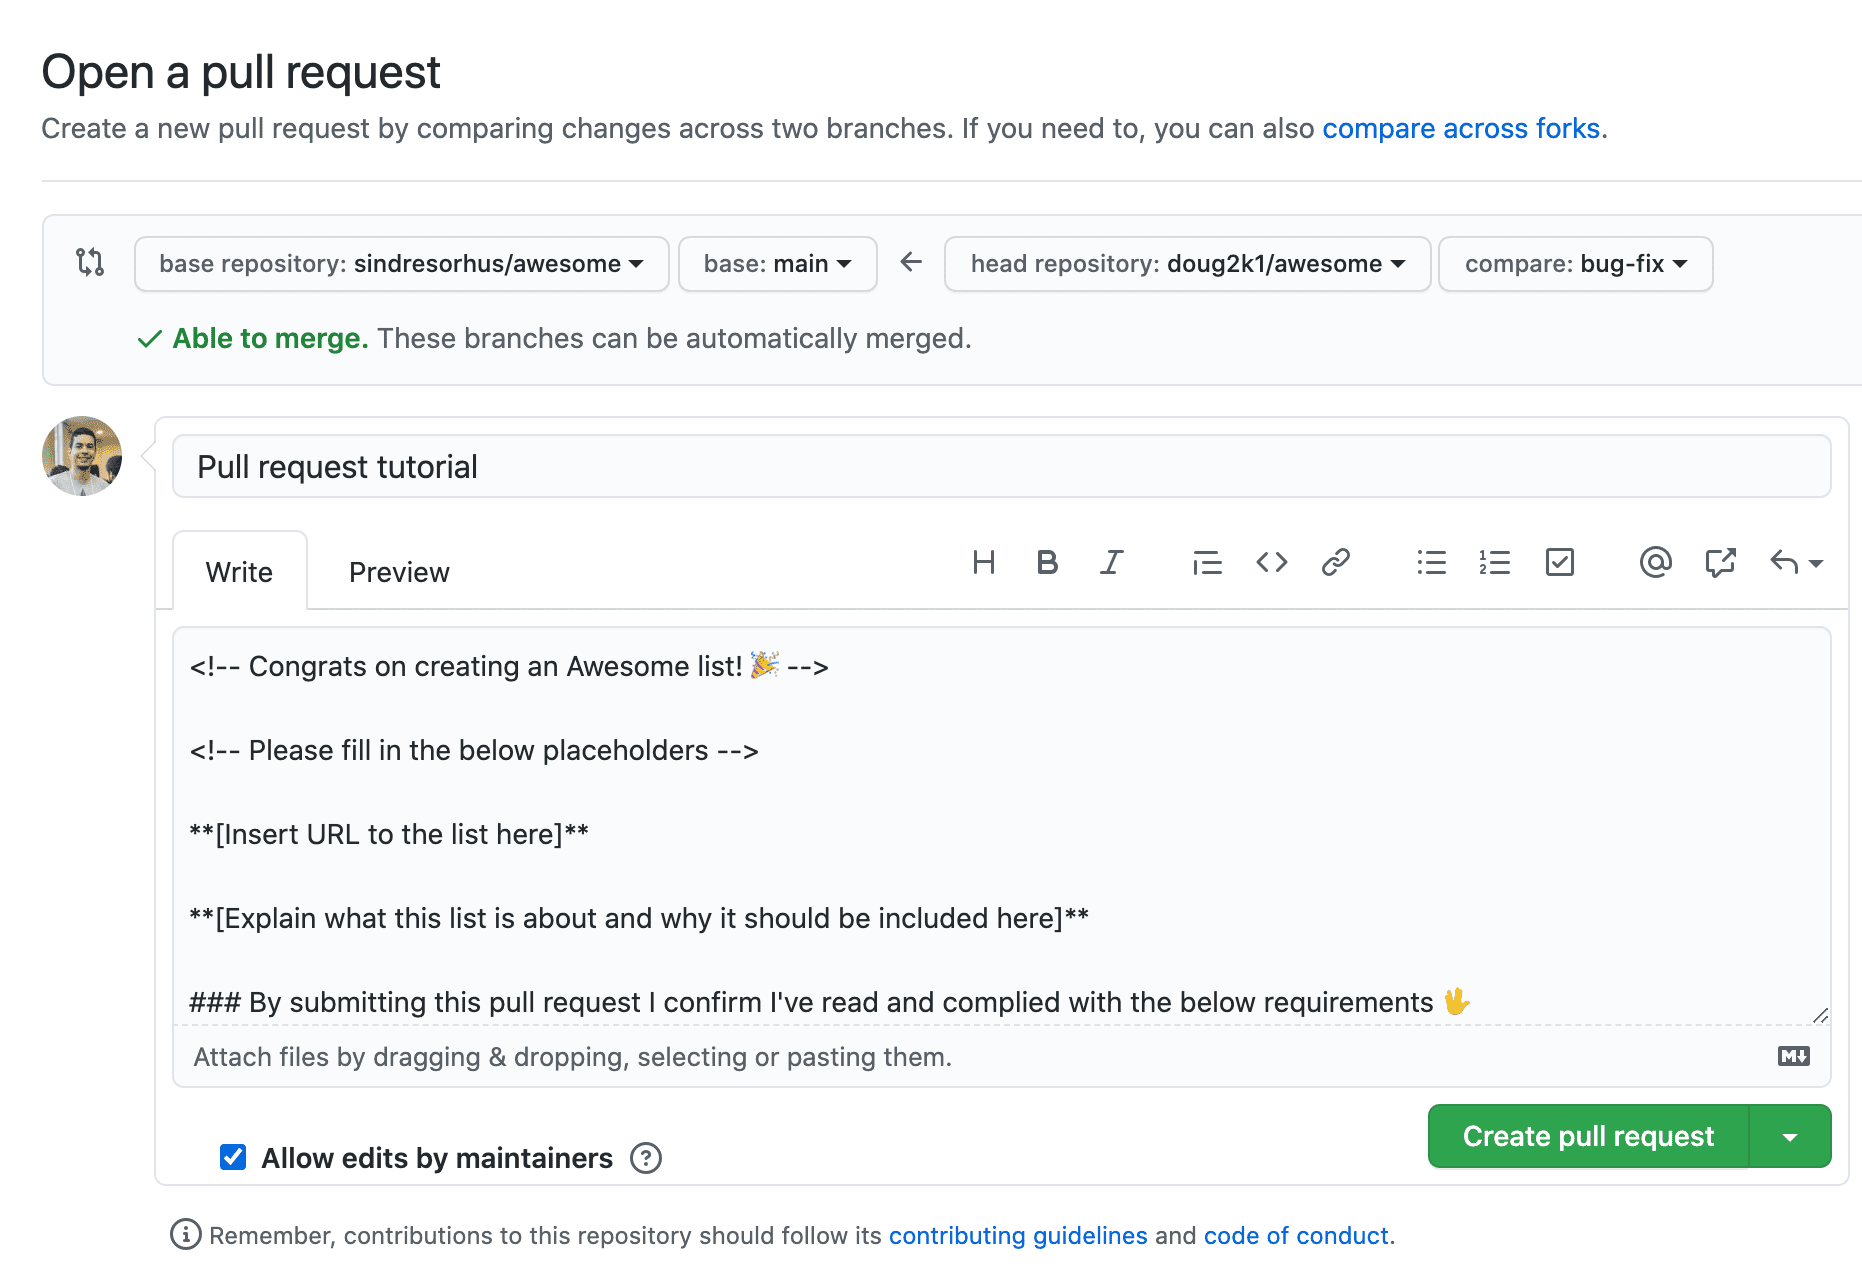 Open a pull request
Create a new pull request by comparing changes across two branches. If you need to, you can also compare across forks.
base repository: sindresorhus/awesome base: main ← head repository: doug2k1/awesome compare: bug-fix
✓ Able to merge. These branches can be automatically merged.
Pull request tutorial
Write Preview
<!-- Congrats on creating an Awesome list! 🎉 -->
<!-- Please fill in the below placeholders -->
**[Insert URL to the list here]**
**[Explain what this list is about and why it should be included here]**
### By submitting this pull request I confirm I've read and complied with the below requirements 🖖
Attach files by dragging & dropping, selecting or pasting them.
Allow edits by maintainers
Create pull request
Remember, contributions to this repository should follow its contributing guidelines and code of conduct.